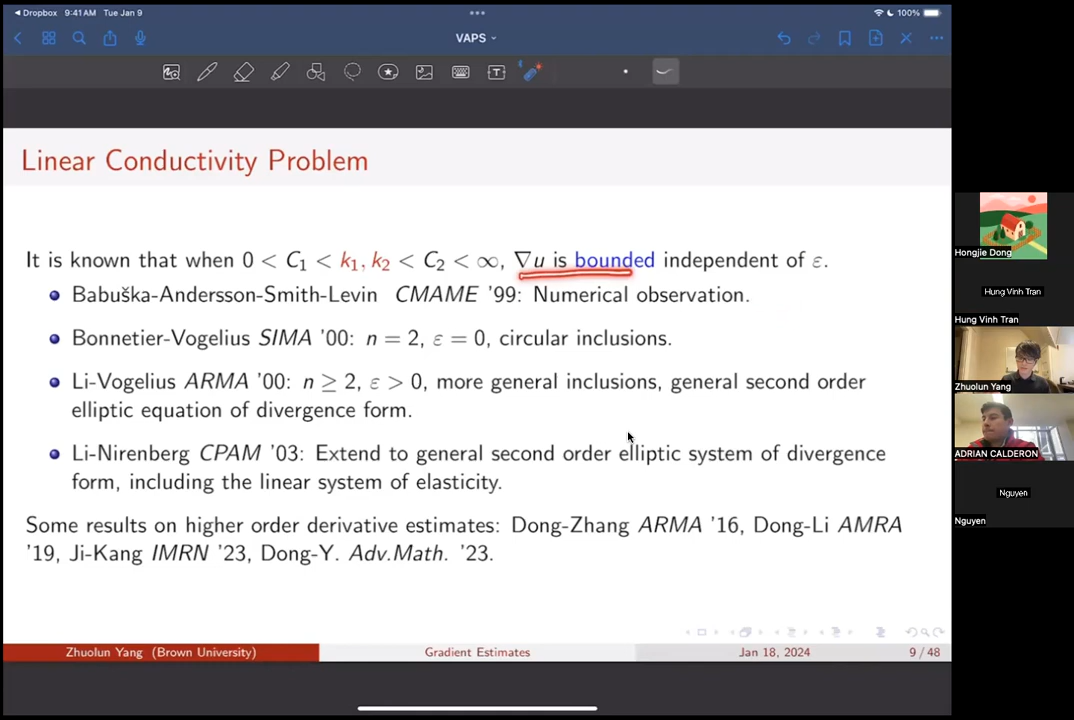 Dropbox 9:41 AM Tue Jan 9
100%
VAPS
Linear Conductivity Problem
It is known that when 0 < C₁ < k₁, k₂ < C₂ < ∞, ∇u is bounded independent of ε.
Babuška-Andersson-Smith-Levin CMAME '99: Numerical observation.
Bonnetier-Vogelius SIMA '00: n = 2, ε = 0, circular inclusions.
Li-Vogelius ARMA '00: n ≥ 2, ε > 0, more general inclusions, general second order
elliptic equation of divergence form.
Li-Nirenberg CPAM '03: Extend to general second order elliptic system of divergence
form, including the linear system of elasticity.
Some results on higher order derivative estimates: Dong-Zhang ARMA '16, Dong-Li AMRA
'19, Ji-Kang IMRN '23, Dong-Y. Adv.Math. '23.
Zhuolun Yang (Brown University)
Gradient Estimates
Jan 18, 2024
9 / 48
Hongjie Dong
Hung Vinh Tran
Hung Vinh Tran
Zhuolun Yang
ADRIAN CALDERON
Nguyen
Nguyen